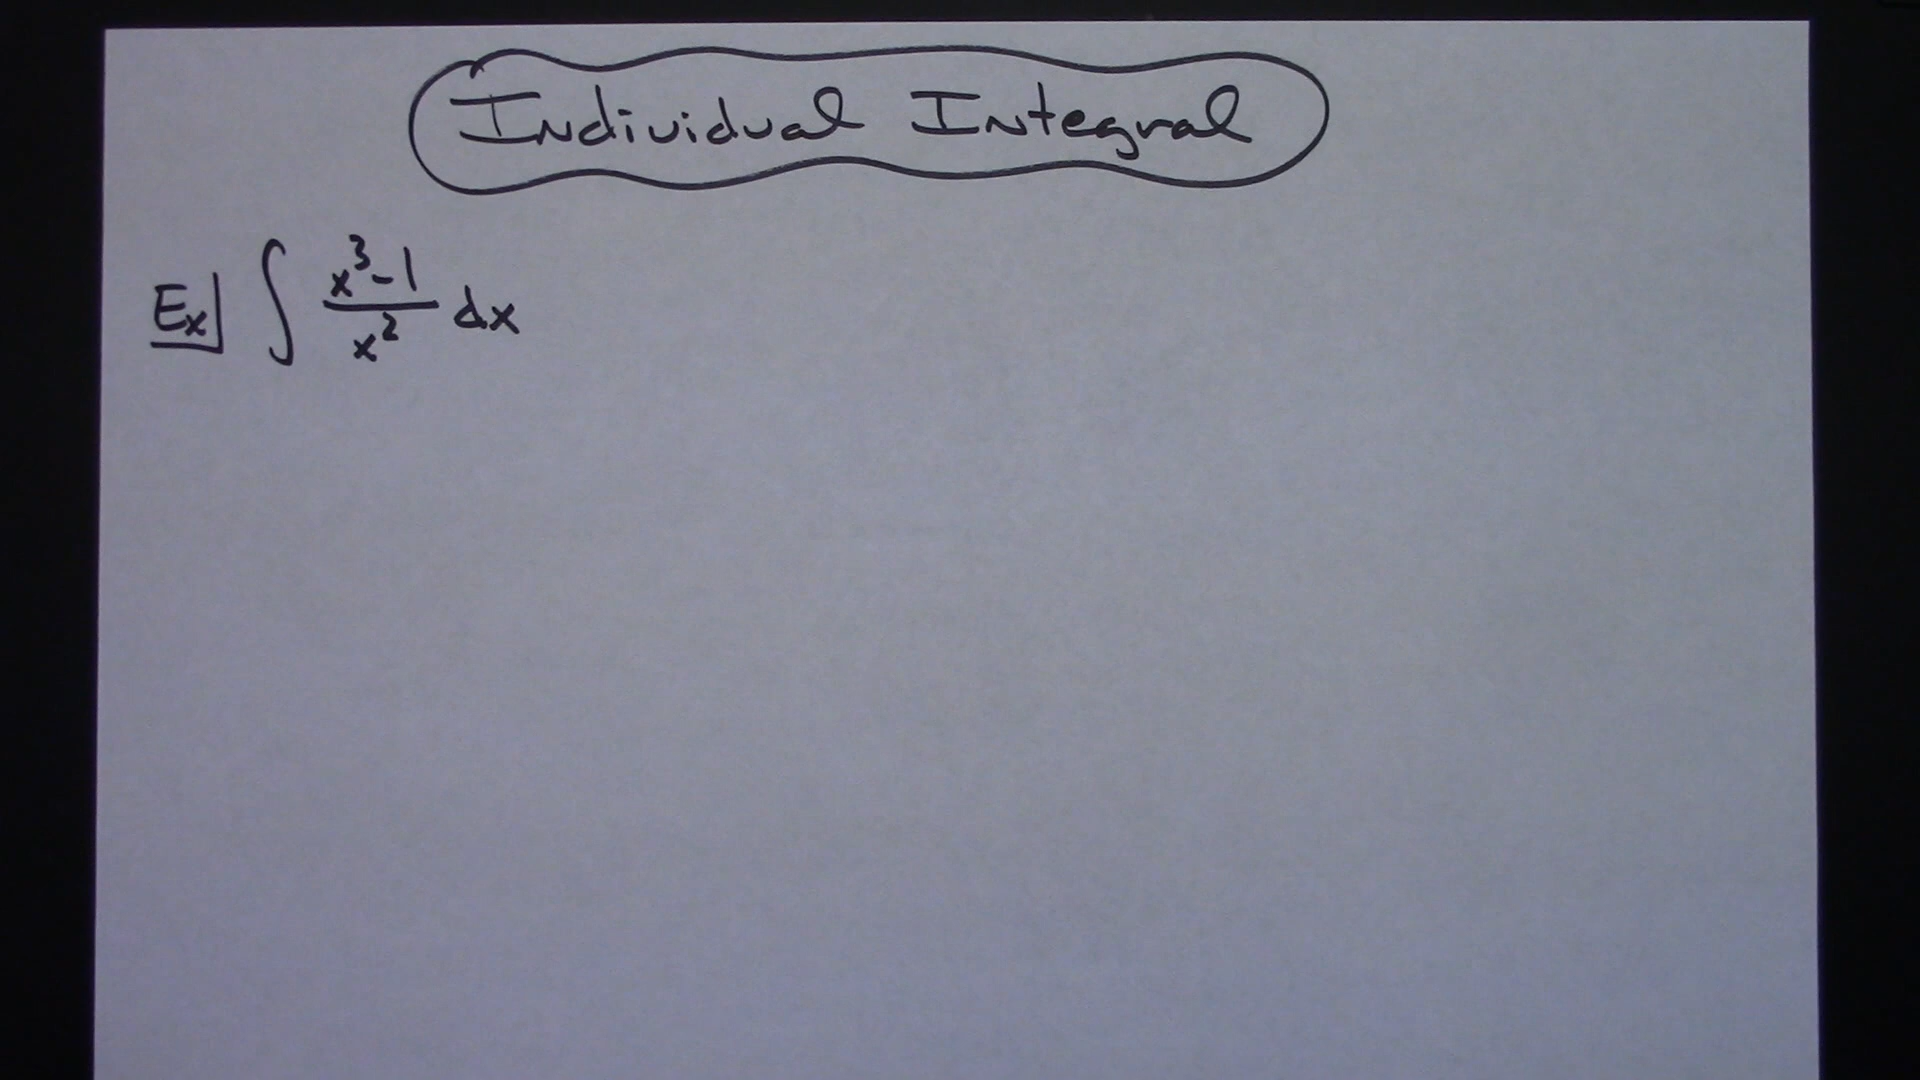 Individual Integral
Ex| ∫ x³-1/x² dx